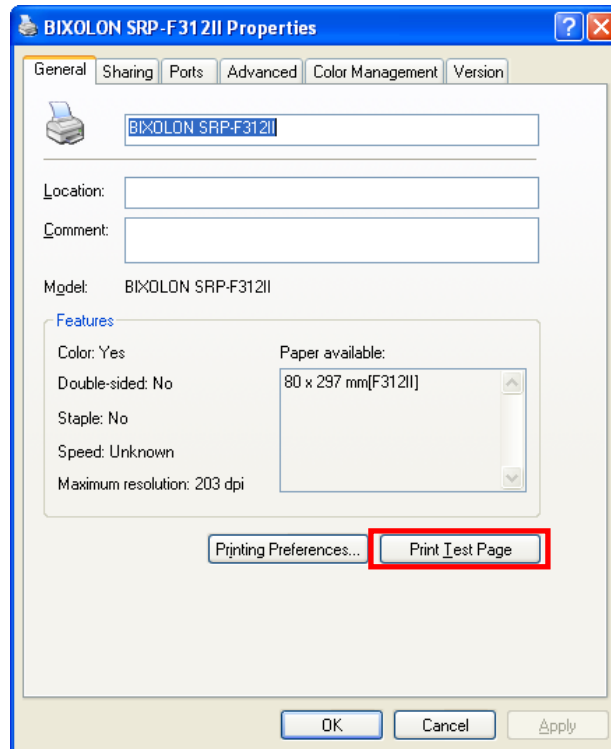 BIXOLON SRP-F312II Properties
General Sharing Ports Advanced Color Management Version
BIXOLON SRP-F312II
Location:
Comment:
Model: BIXOLON SRP-F312II
Features
Color: Yes Paper available:
Double-sided: No 80 x 297 mm[F312II]
Staple: No
Speed: Unknown
Maximum resolution: 203 dpi
Printing Preferences... Print Test Page
OK Cancel Apply